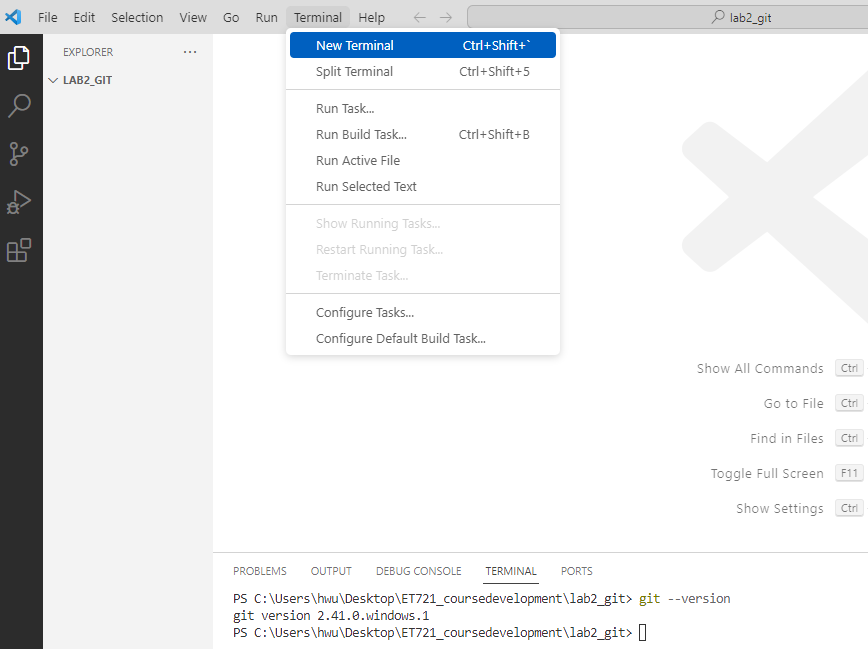 File Edit Selection View Go Run Terminal Help lab2_git
EXPLORER ...
LAB2_GIT
New Terminal Ctrl+Shift+`
Split Terminal Ctrl+Shift+5
Run Task...
Run Build Task... Ctrl+Shift+B
Run Active File
Run Selected Text
Show Running Tasks...
Restart Running Task...
Terminate Task...
Configure Tasks...
Configure Default Build Task...
Show All Commands Ctrl
Go to File Ctrl
Find in Files Ctrl
Toggle Full Screen F11
Show Settings Ctrl
PROBLEMS OUTPUT DEBUG CONSOLE TERMINAL PORTS
PS C:\Users\hwu\Desktop\ET721_coursedevelopment\lab2_git> git --version
git version 2.41.0.windows.1
PS C:\Users\hwu\Desktop\ET721_coursedevelopment\lab2_git>